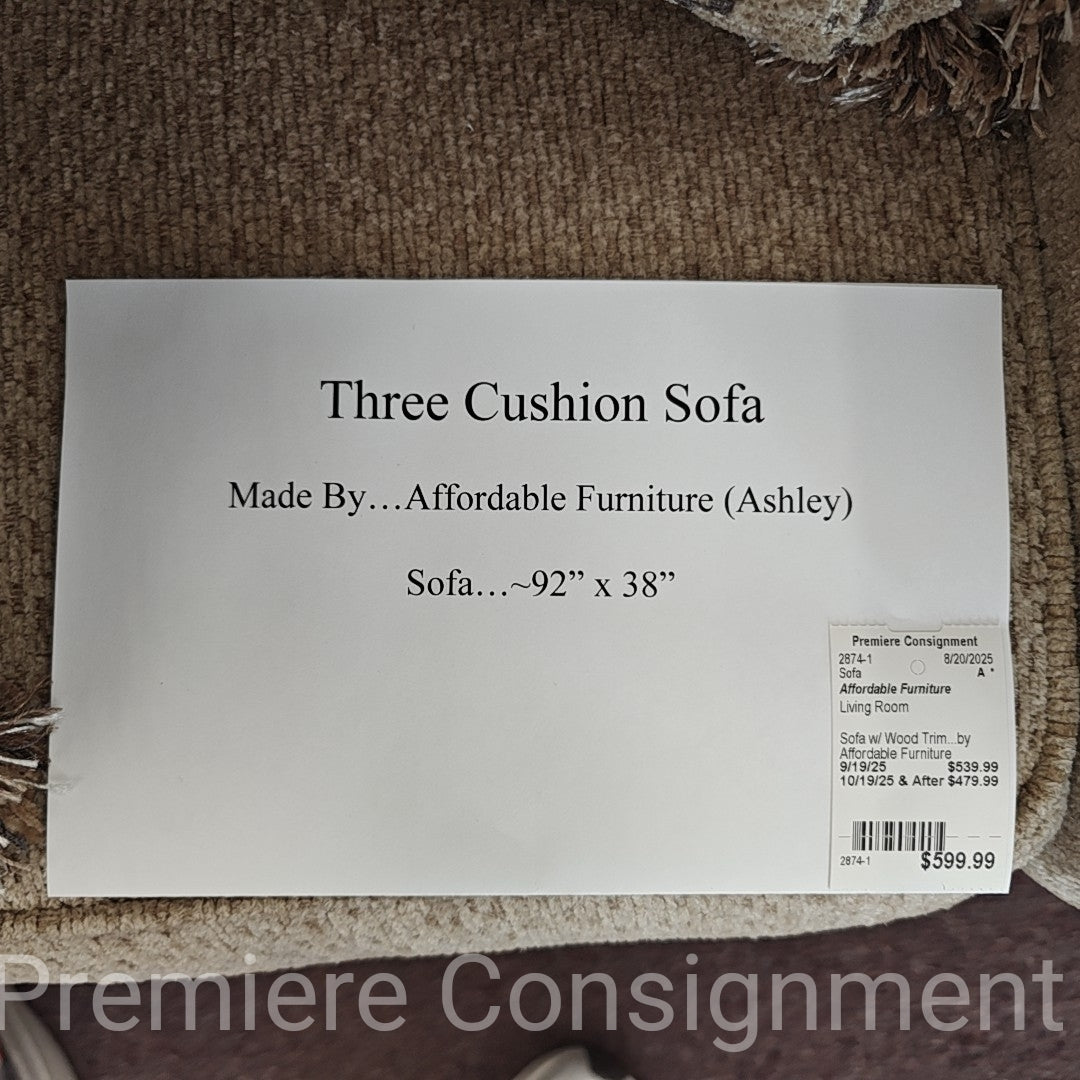 Three Cushion Sofa
Made By…Affordable Furniture (Ashley)
Sofa…~92” x 38”
Premiere Consignment
2874-1 8/20/2025
Sofa A *
Affordable Furniture
Living Room
Sofa w/ Wood Trim...by
Affordable Furniture
9/19/25 $539.99
10/19/25 & After $479.99
2874-1 $599.99
Premiere Consignment